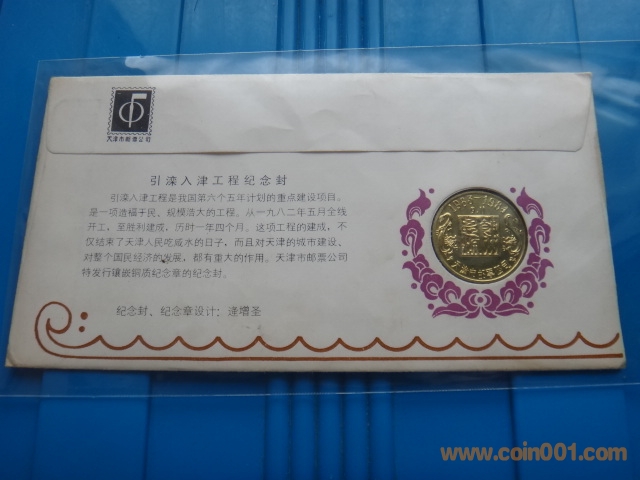 天津市邮票公司
引滦入津工程纪念封
引滦入津工程是我国第六个五年计划的重点建设项目,
是一项造福于民、规模浩大的工程。从一九八二年五月全线
开工,至胜利建成,历时一年四个月。这项工程的建成,不
仅结束了天津人民吃咸水的日子,而且对天津的城市建设、
对整个国民经济的发展,都有重大的作用。天津市邮票公司
特发行镶嵌铜质纪念章的纪念封。
纪念封、纪念章设计:逄增圣
www.coin001.com